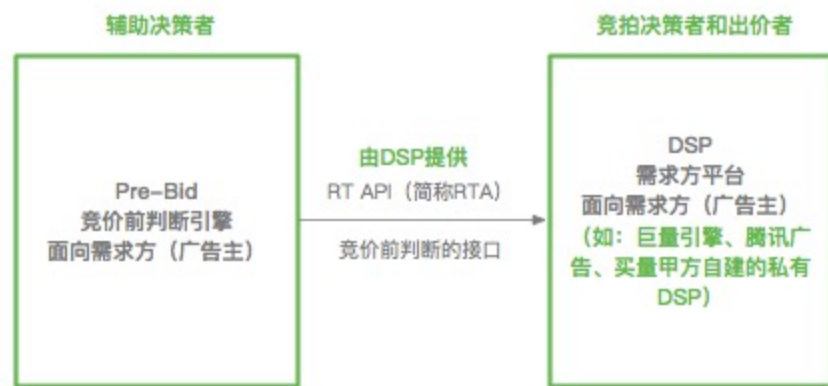 辅助决策者
竞拍决策者和出价者
Pre-Bid
竞价前判断引擎
面向需求方（广告主）
由DSP提供
RT API（简称RTA）
竞价前判断的接口
DSP
需求方平台
面向需求方（广告主）
（如：巨量引擎、腾讯广
告、买量甲方自建的私有
DSP）